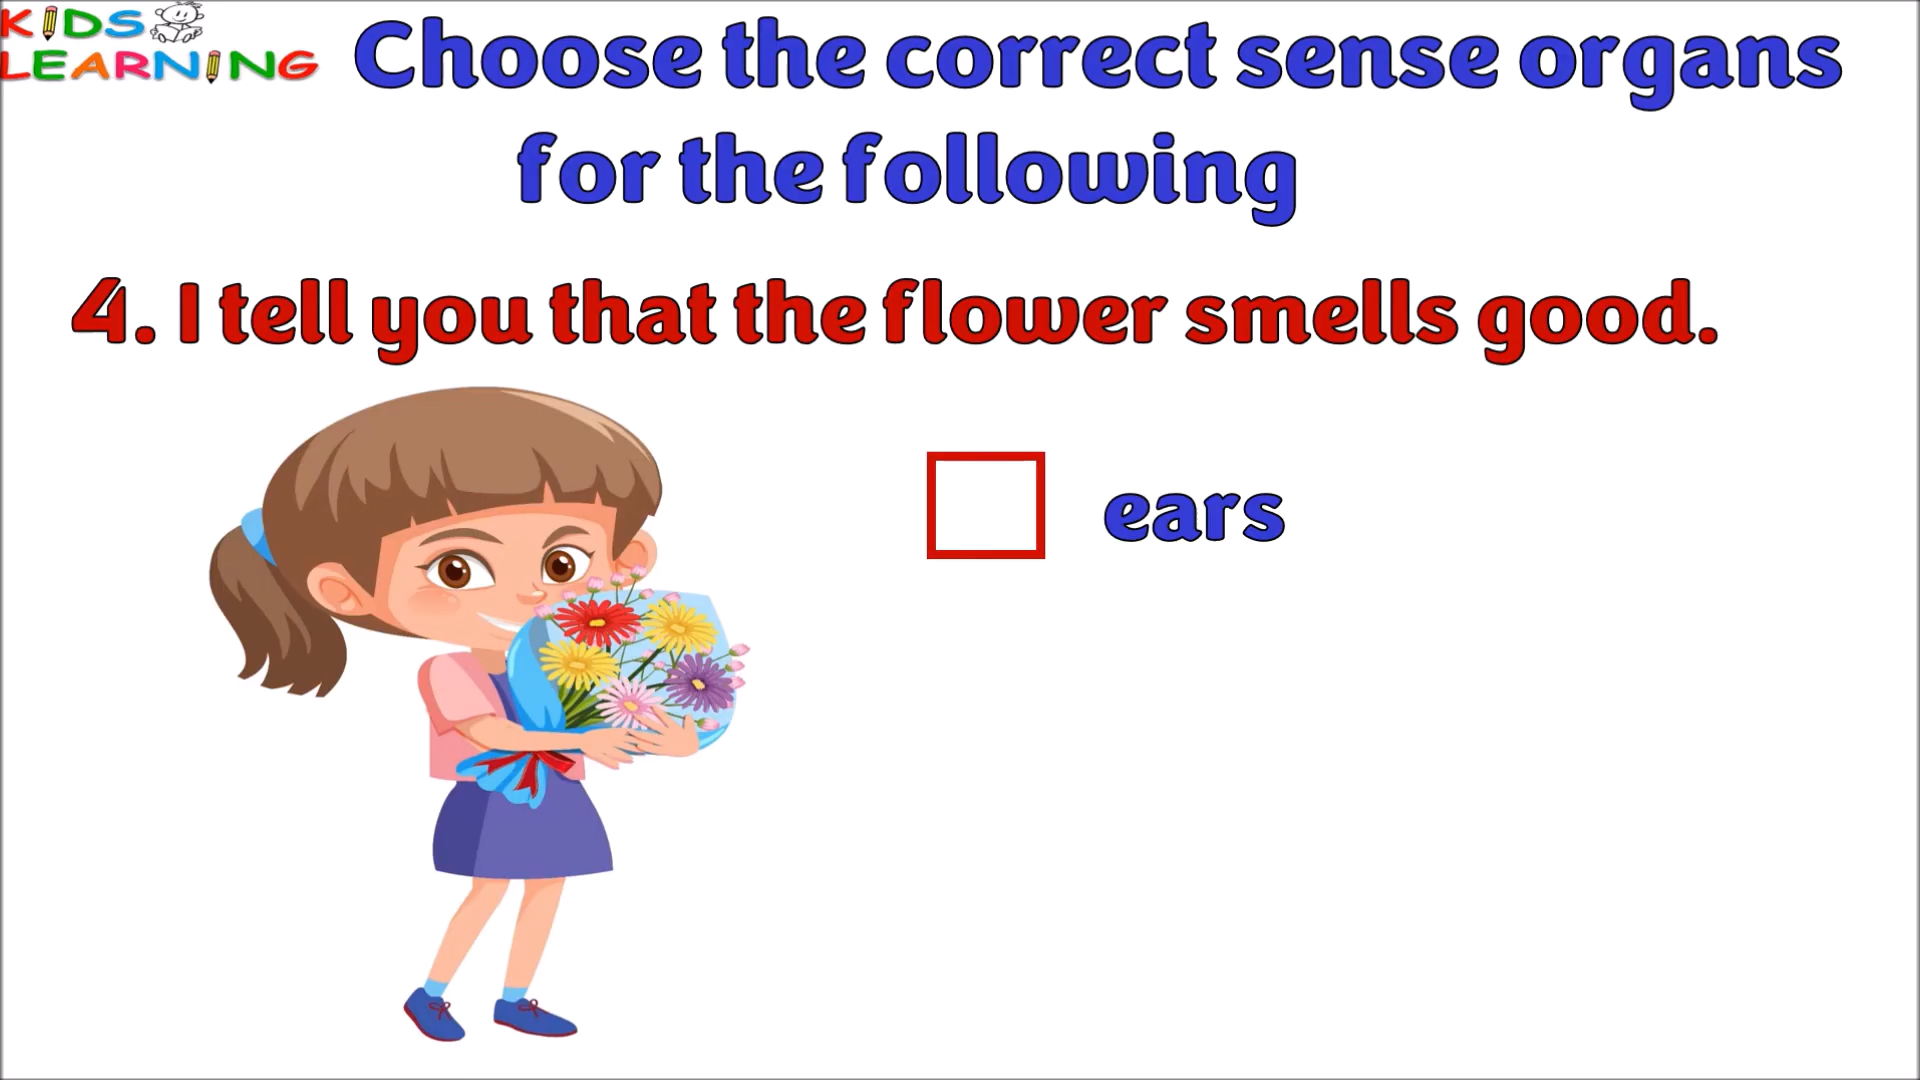 KIDS
LEARNING
Choose the correct sense organs
for the following
4. I tell you that the flower smells good.
ears